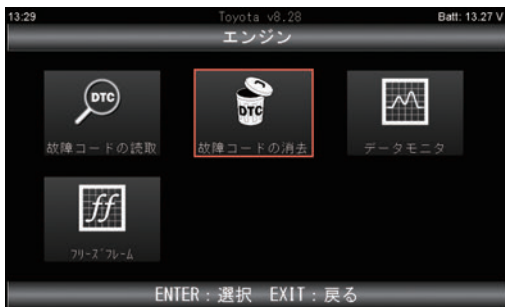 13:29 Toyota v8.28 Batt: 13.27 V
エンジン
DTC DTC
故障コードの読取 故障コードの消去 データモニタ
ff
フリーズフレーム
ENTER：選択 EXIT：戻る